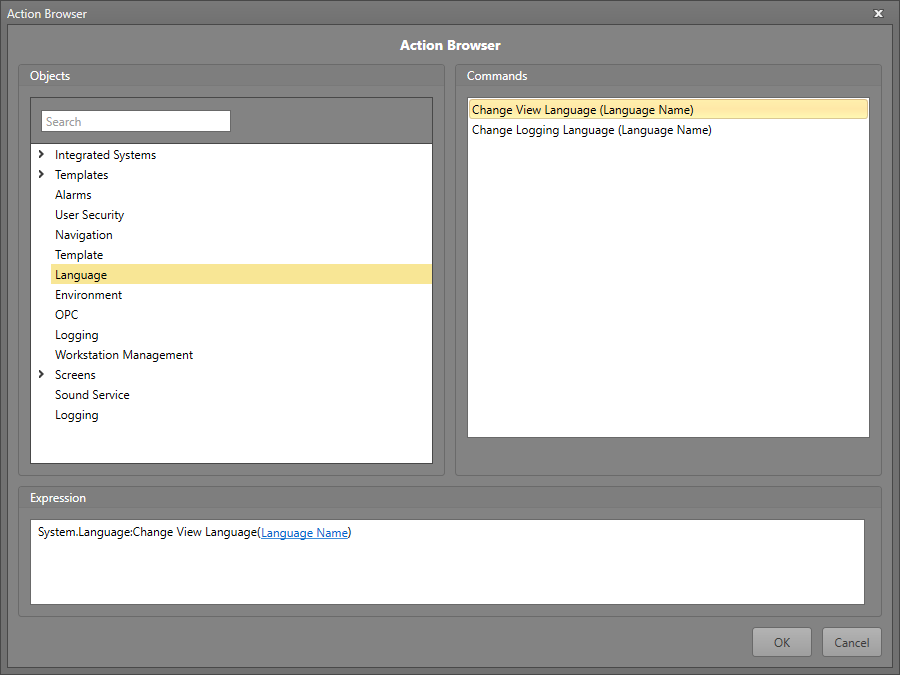 Action Browser
Action Browser
Objects
Search
Integrated Systems
Templates
Alarms
User Security
Navigation
Template
Language
Environment
OPC
Logging
Workstation Management
Screens
Sound Service
Logging
Commands
Change View Language (Language Name)
Change Logging Language (Language Name)
Expression
System.Language:Change View Language(Language Name)
OK
Cancel